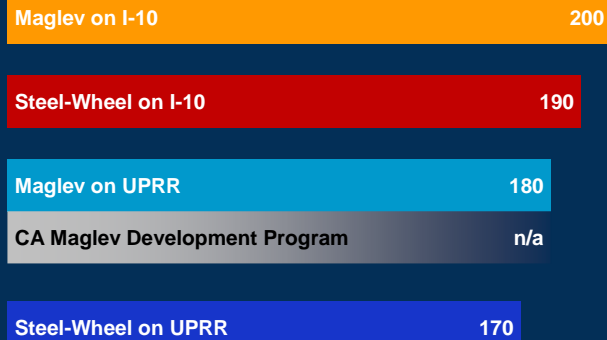 Maglev on I-10 200
Steel-Wheel on I-10 190
Maglev on UPRR 180
CA Maglev Development Program n/a
Steel-Wheel on UPRR 170